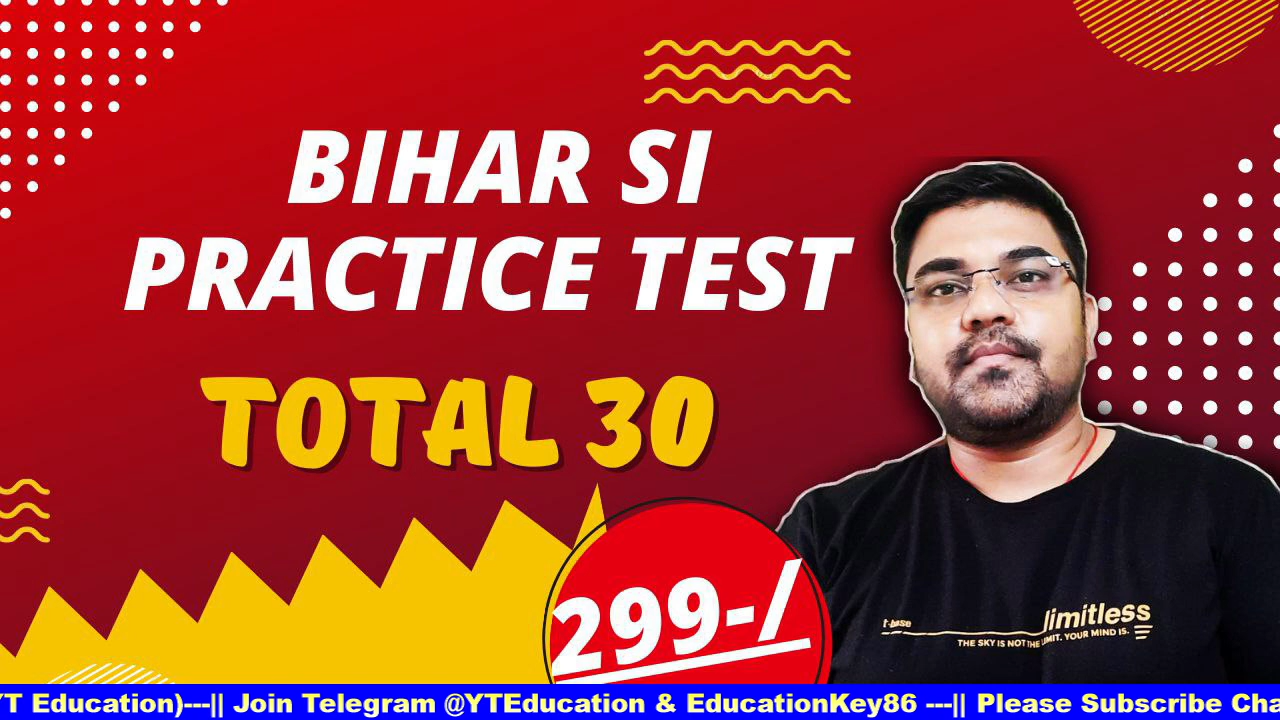 BIHAR SI
PRACTICE TEST
TOTAL 30
299-/
t-base
limitless
THE SKY IS NOT THE LIMIT. YOUR MIND IS.
YT Education)---|| Join Telegram @YTEducation & EducationKey86 ---|| Please Subscribe Cha